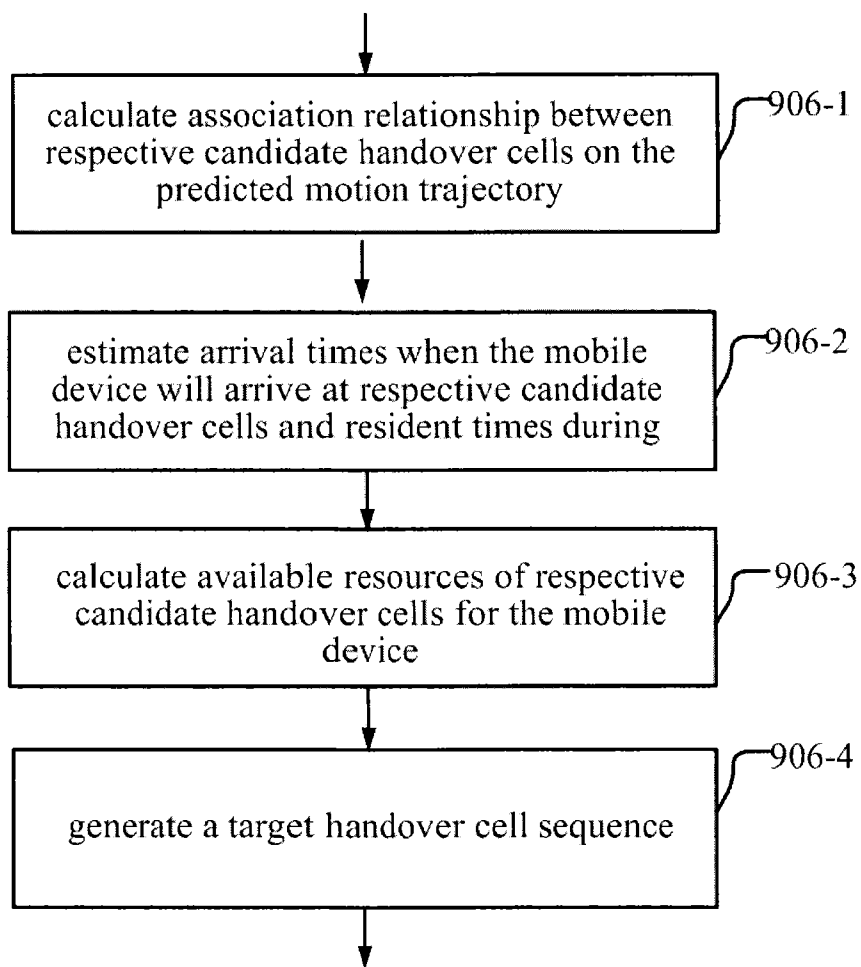 calculate association relationship between
respective candidate handover cells on the
predicted motion trajectory
906-1
estimate arrival times when the mobile
device will arrive at respective candidate
handover cells and resident times during
906-2
calculate available resources of respective
candidate handover cells for the mobile
device
906-3
generate a target handover cell sequence
906-4